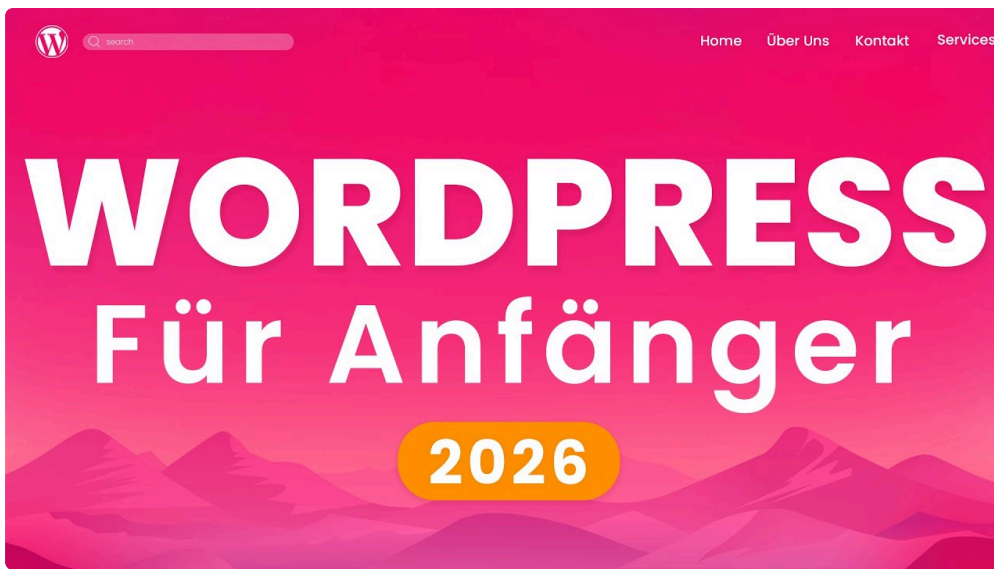 search
Home Über Uns Kontakt Services
WORDPRESS
Für Anfänger
2026